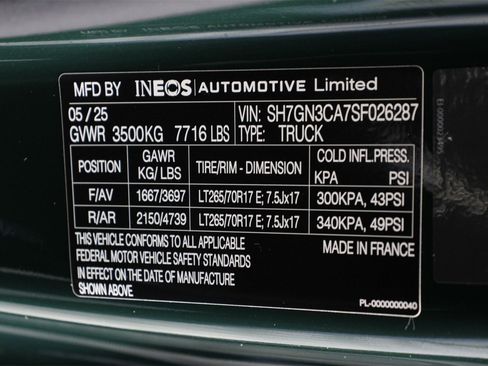 MFD BY INEOS | AUTOMOTIVE Limited
05 / 25 VIN: SH7GN3CA7SF026287
GVWR 3500KG 7716 LBS TYPE: TRUCK
POSITION GAWR KG/ LBS TIRE/RIM - DIMENSION COLD INFL.PRESS. KPA PSI
F/AV 1667/3697 LT265/70R17 E; 7.5Jx17 300KPA, 43PSI
R/AR 2150/4739 LT265/70R17 E; 7.5Jx17 340KPA, 49PSI
THIS VEHICLE CONFORMS TO ALL APPLICABLE MADE IN FRANCE
FEDERAL MOTOR VEHICLE SAFETY STANDARDS
IN EFFECT ON THE DATE OF MANUFACTURE
SHOWN ABOVE
PL-0000000040